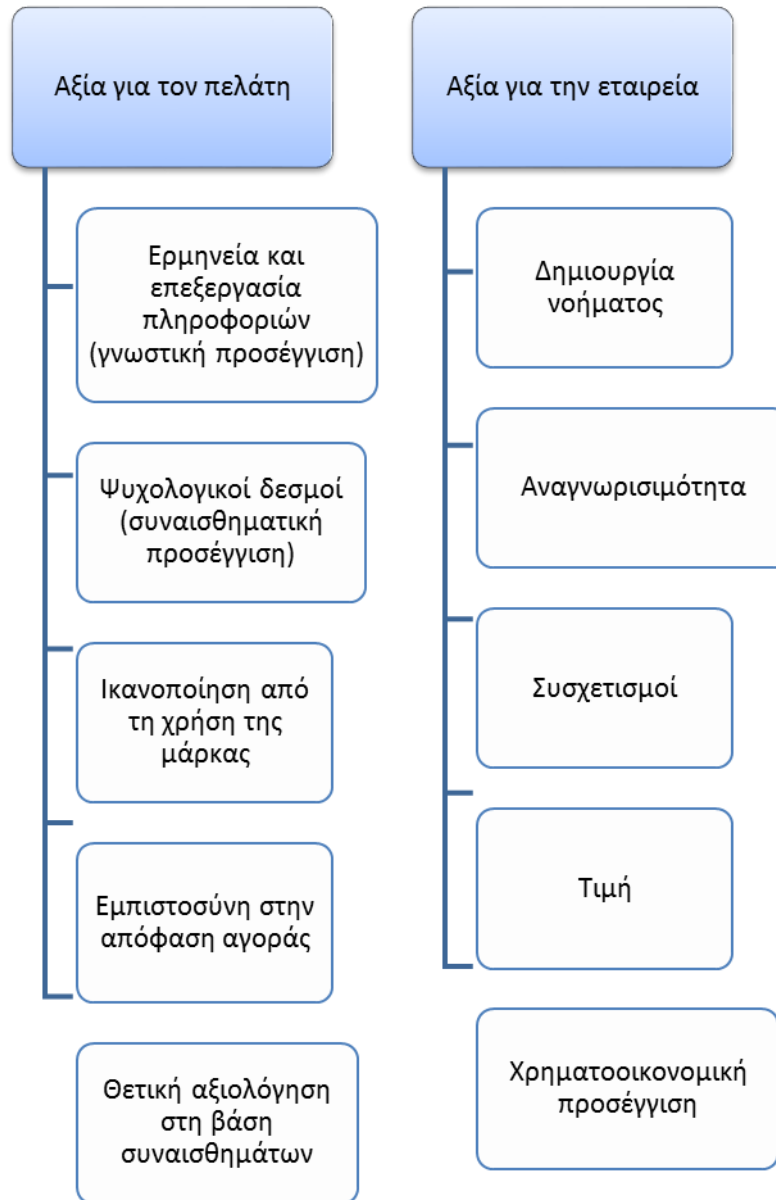 Αξία για τον πελάτη
Ερμηνεία και
επεξεργασία
πληροφοριών
(γνωστική προσέγγιση)
Ψυχολογικοί δεσμοί
(συναισθηματική
προσέγγιση)
Ικανοποίηση από
τη χρήση της
μάρκας
Εμπιστοσύνη στην
απόφαση αγοράς
Θετική αξιολόγηση
στη βάση
συναισθημάτων
Αξία για την εταιρεία
Δημιουργία
νοήματος
Αναγνωρισιμότητα
Συσχετισμοί
Τιμή
Χρηματοοικονομική
προσέγγιση